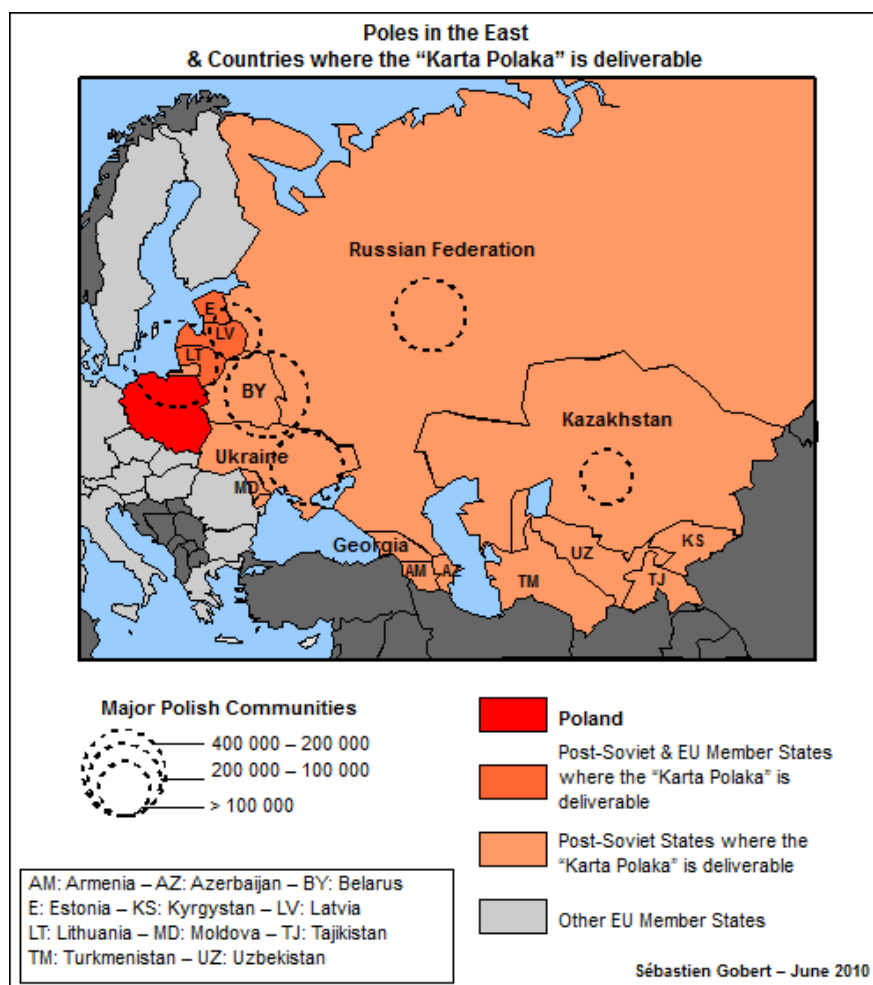 Poles in the East
& Countries where the “Karta Polaka” is deliverable
Russian Federation
E
LV
LT
BY
Kazakhstan
Ukraine
MD
Georgia
AM
AZ
TM
UZ
KS
TJ
Major Polish Communities
400 000 – 200 000
200 000 – 100 000
> 100 000
Poland
Post-Soviet & EU Member States
where the “Karta Polaka” is
deliverable
Post-Soviet States where the
“Karta Polaka” is deliverable
Other EU Member States
AM: Armenia – AZ: Azerbaijan – BY: Belarus
E: Estonia – KS: Kyrgystan – LV: Latvia
LT: Lithuania – MD: Moldova – TJ: Tajikistan
TM: Turkmenistan – UZ: Uzbekistan
Sébastien Gobert – June 2010